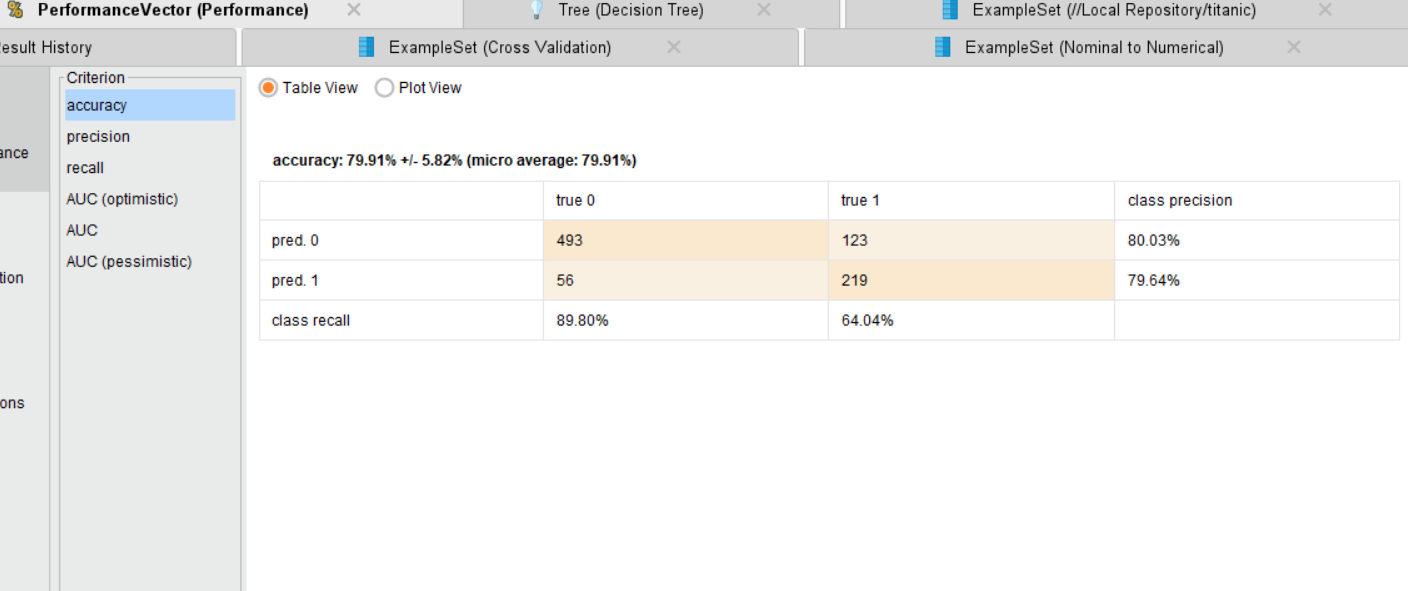 PerformanceVector (Performance) Tree (Decision Tree) ExampleSet (//Local Repository/titanic)
esult History ExampleSet (Cross Validation) ExampleSet (Nominal to Numerical)
Criterion
accuracy
precision
recall
AUC (optimistic)
AUC
AUC (pessimistic)
ance
tion
ons
Table View Plot View
accuracy: 79.91% +/- 5.82% (micro average: 79.91%)
true 0 true 1 class precision
pred. 0 493 123 80.03%
pred. 1 56 219 79.64%
class recall 89.80% 64.04%